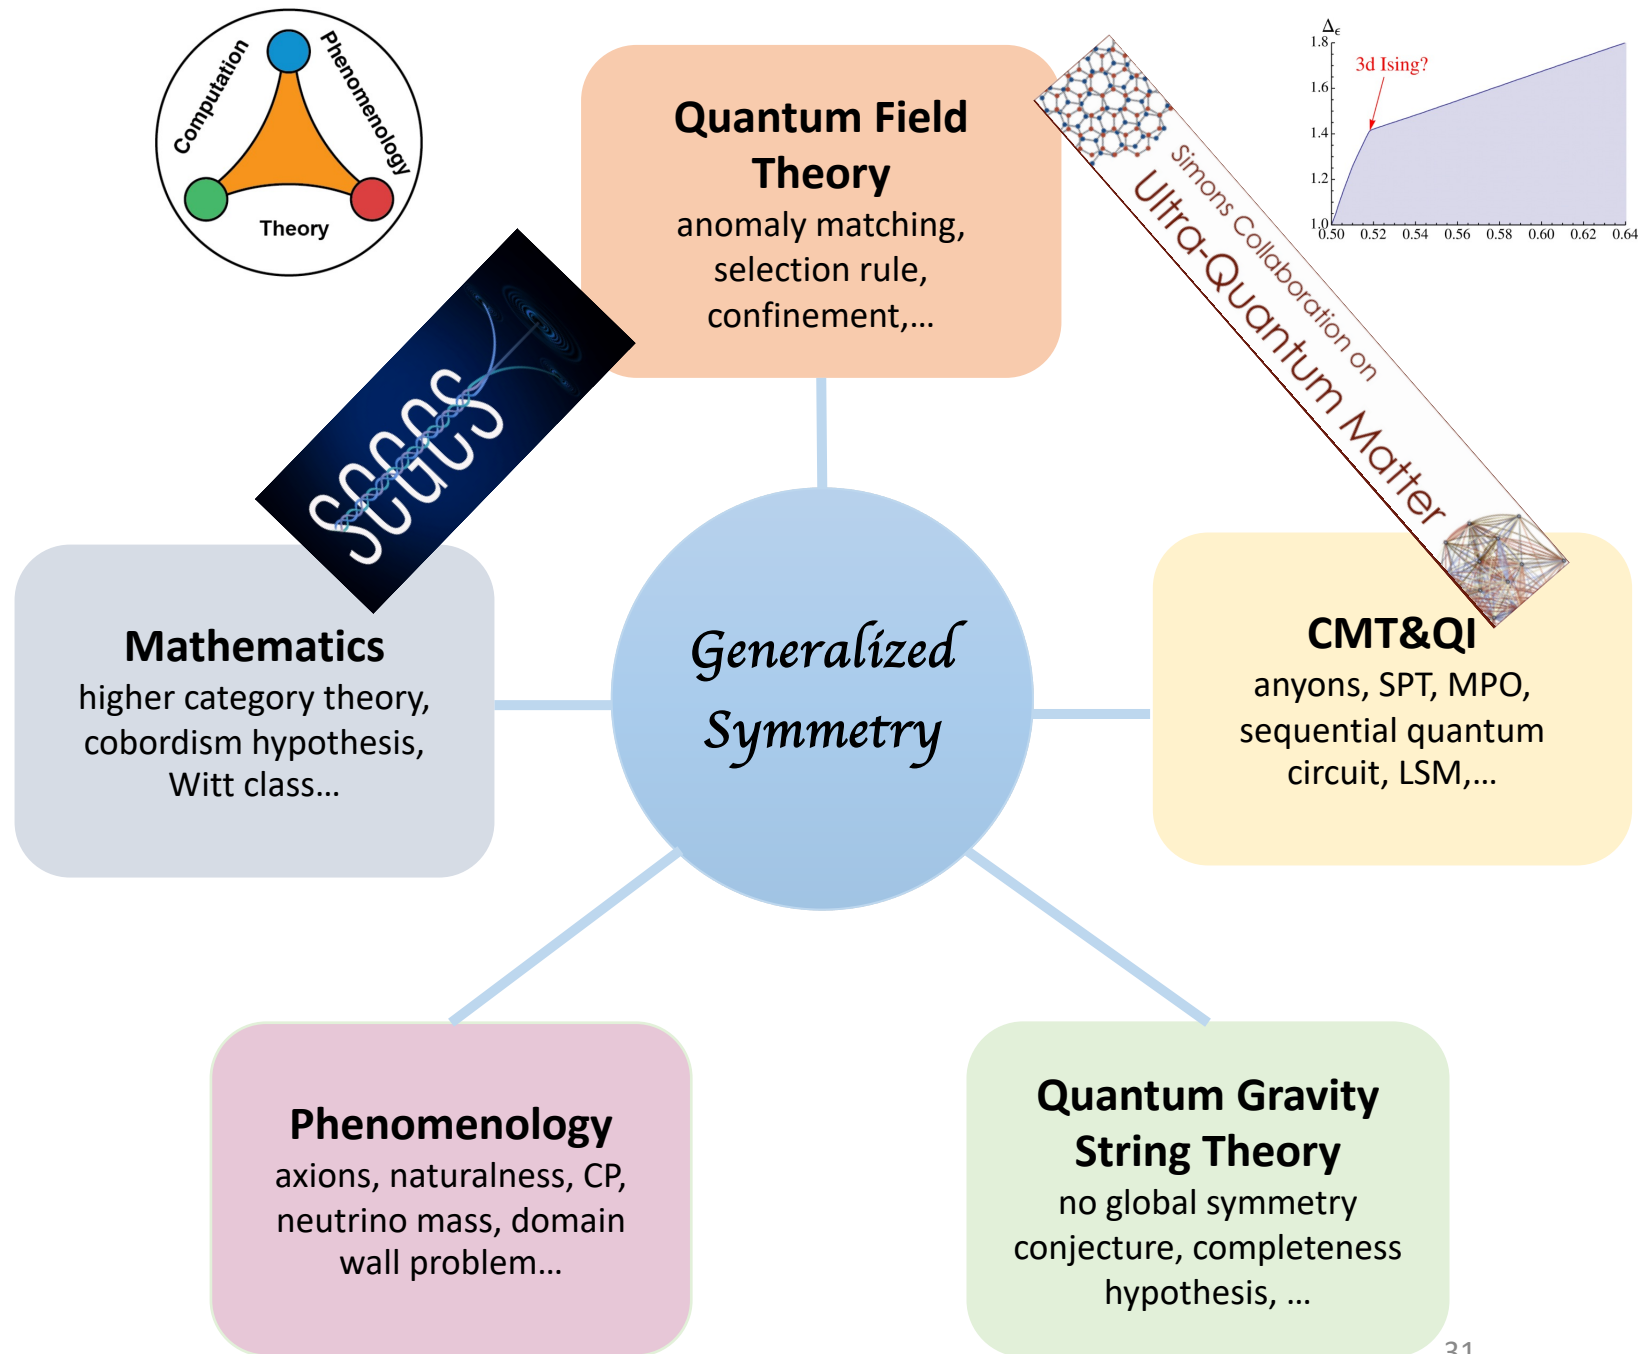 Computation
Phenomenology
Theory
Quantum Field
Theory
anomaly matching,
selection rule,
confinement,...
Simons Collaboration on
Ultra-Quantum Matter
Δϵ
1.8
1.6
1.4
1.2
1.0
3d Ising?
0.50 0.52 0.54 0.56 0.58 0.60 0.62 0.64
SCGCS
Generalized
Symmetry
Mathematics
higher category theory,
cobordism hypothesis,
Witt class...
CMT&QI
anyons, SPT, MPO,
sequential quantum
circuit, LSM,...
Phenomenology
axions, naturalness, CP,
neutrino mass, domain
wall problem...
Quantum Gravity
String Theory
no global symmetry
conjecture, completeness
hypothesis, ...
31